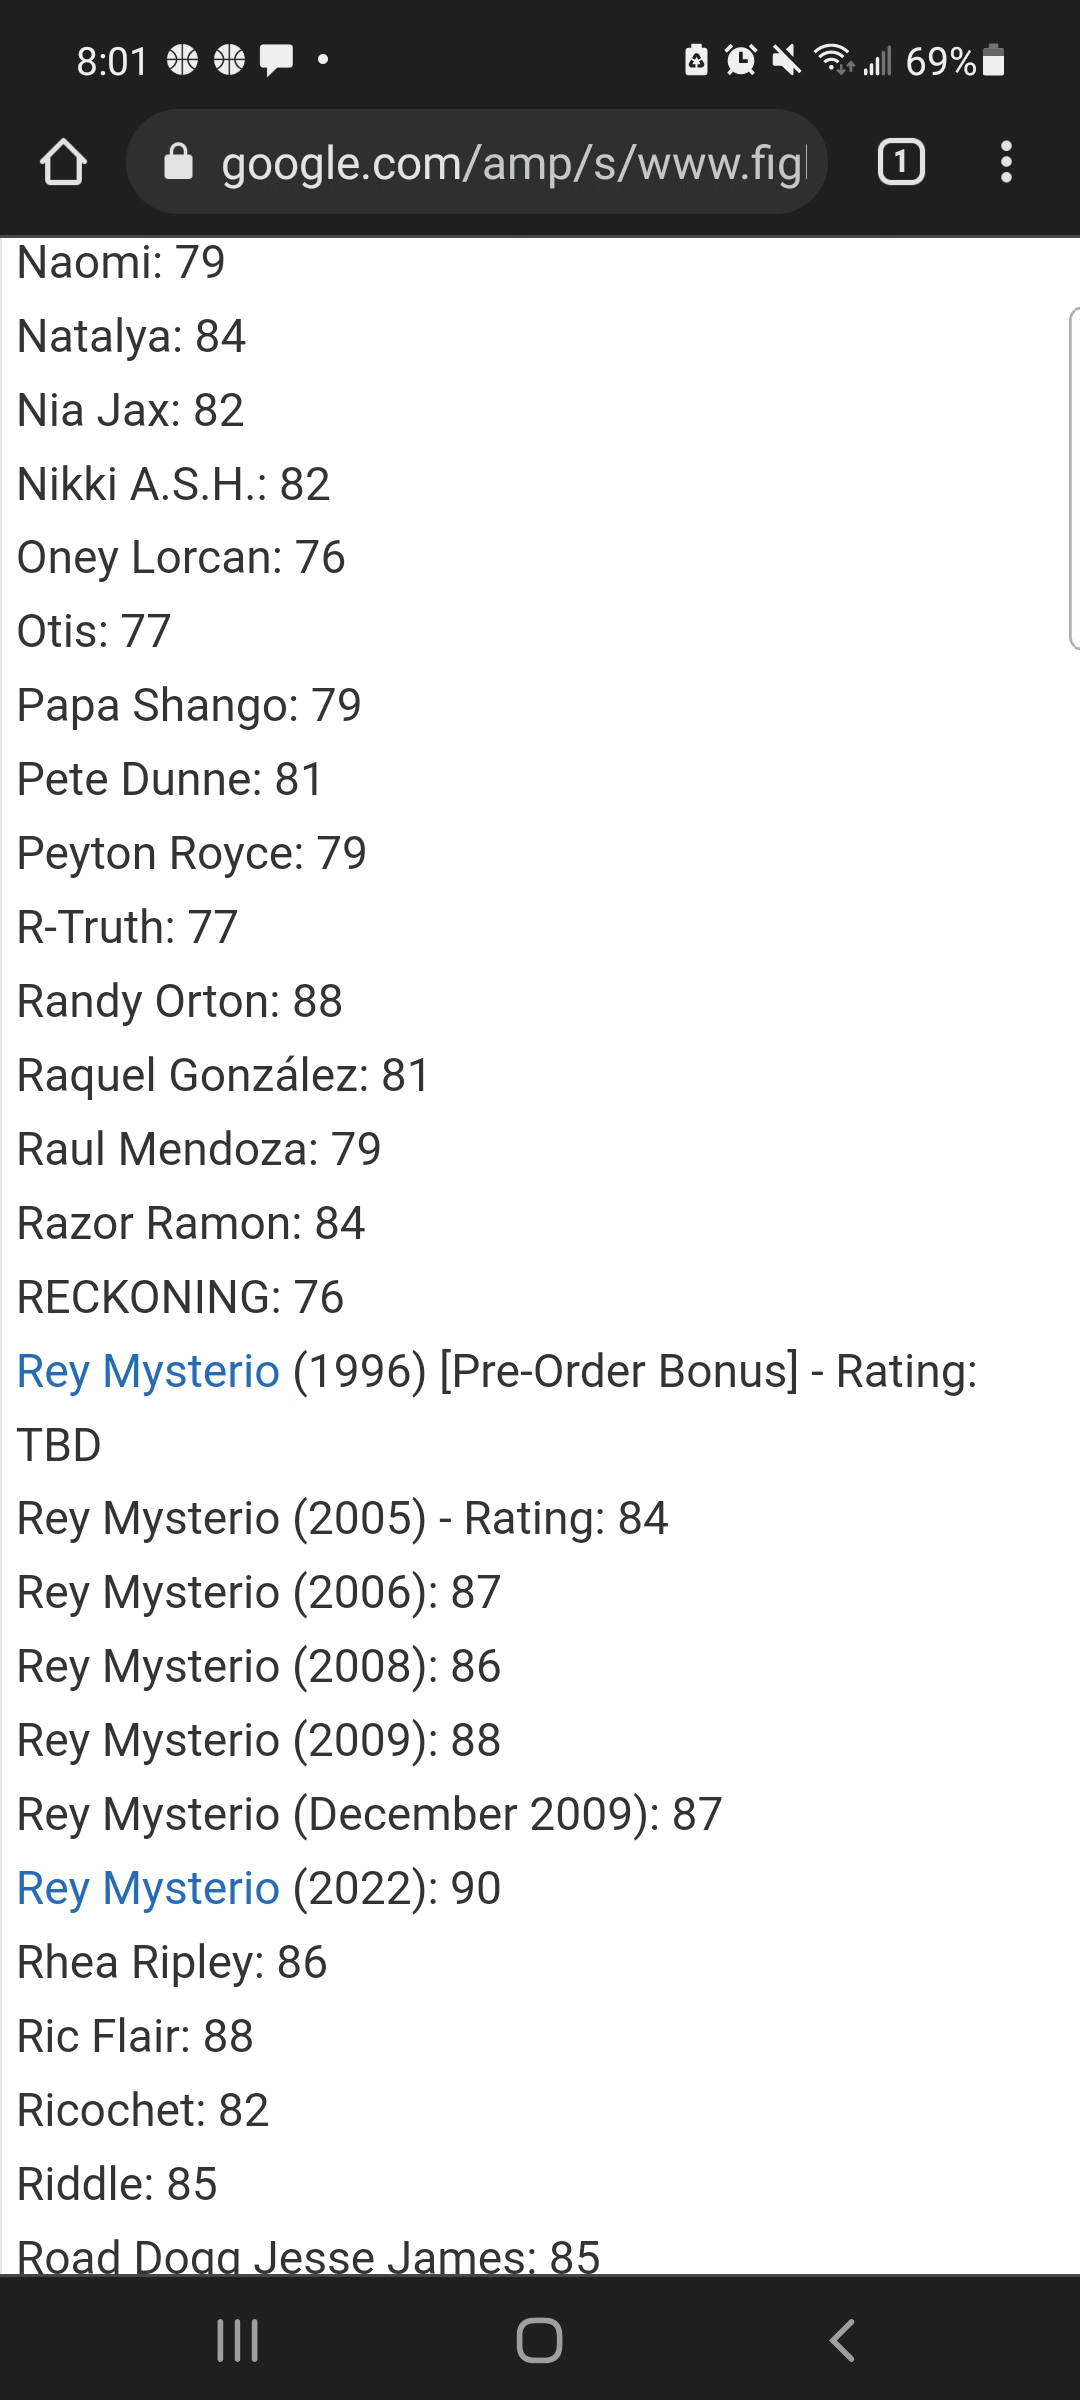 8:01
69%
google.com/amp/s/www.fig
1
Naomi: 79
Natalya: 84
Nia Jax: 82
Nikki A.S.H.: 82
Oney Lorcan: 76
Otis: 77
Papa Shango: 79
Pete Dunne: 81
Peyton Royce: 79
R-Truth: 77
Randy Orton: 88
Raquel González: 81
Raul Mendoza: 79
Razor Ramon: 84
RECKONING: 76
Rey Mysterio (1996) [Pre-Order Bonus] - Rating:
TBD
Rey Mysterio (2005) - Rating: 84
Rey Mysterio (2006): 87
Rey Mysterio (2008): 86
Rey Mysterio (2009): 88
Rey Mysterio (December 2009): 87
Rey Mysterio (2022): 90
Rhea Ripley: 86
Ric Flair: 88
Ricochet: 82
Riddle: 85
Road Dogg Jesse James: 85